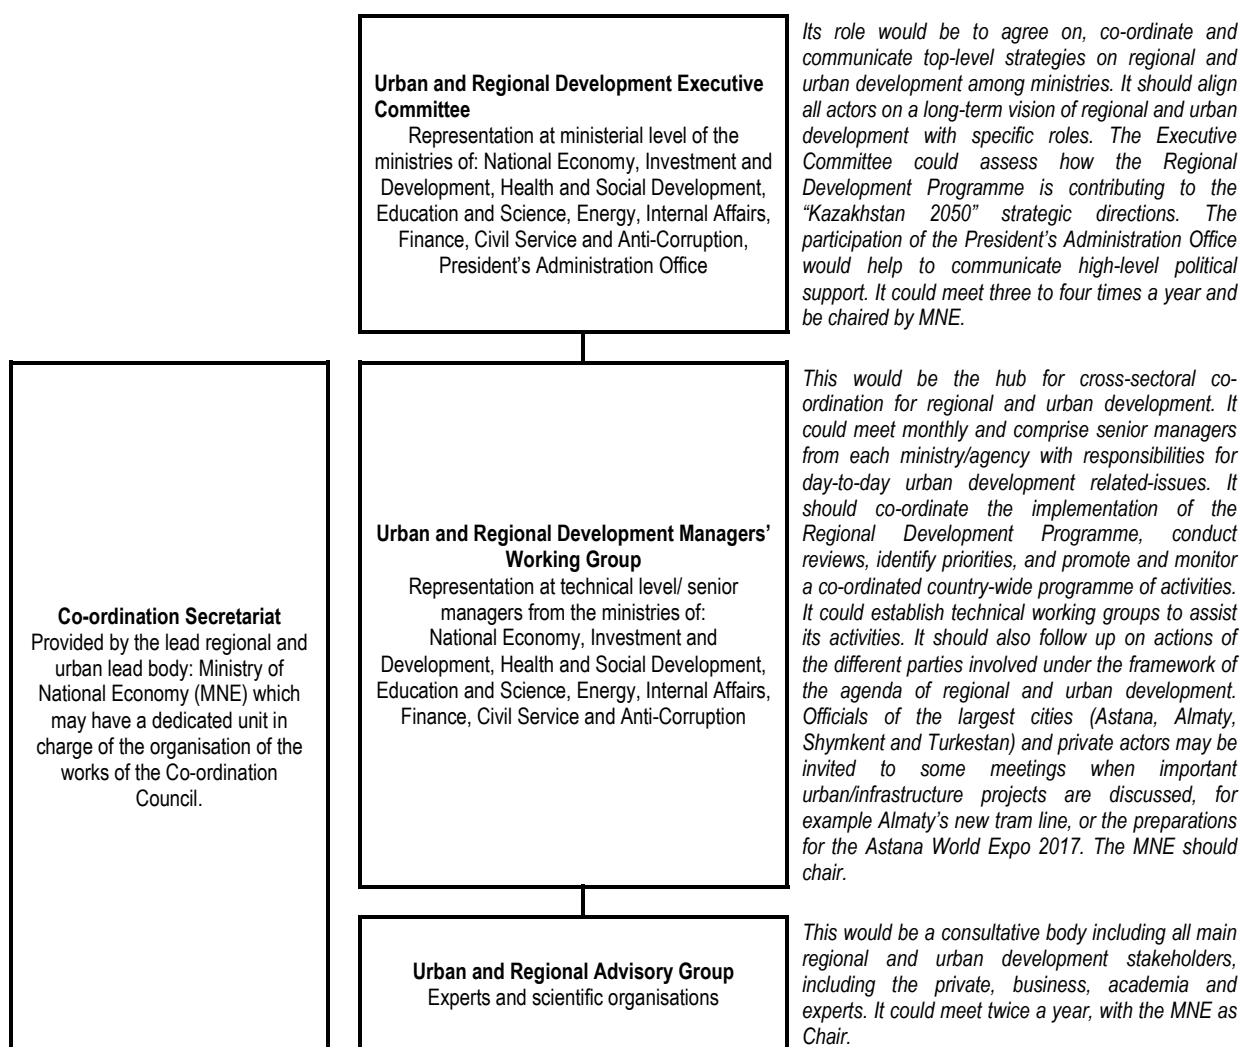 Urban and Regional Development Executive
Committee
Representation at ministerial level of the
ministries of: National Economy, Investment and
Development, Health and Social Development,
Education and Science, Energy, Internal Affairs,
Finance, Civil Service and Anti-Corruption,
President’s Administration Office
Its role would be to agree on, co-ordinate and
communicate top-level strategies on regional and
urban development among ministries. It should align
all actors on a long-term vision of regional and urban
development with specific roles. The Executive
Committee could assess how the Regional
Development Programme is contributing to the
“Kazakhstan 2050” strategic directions. The
participation of the President’s Administration Office
would help to communicate high-level political
support. It could meet three to four times a year and
be chaired by MNE.
Co-ordination Secretariat
Provided by the lead regional and
urban lead body: Ministry of
National Economy (MNE) which
may have a dedicated unit in
charge of the organisation of the
works of the Co-ordination
Council.
Urban and Regional Development Managers’
Working Group
Representation at technical level/ senior
managers from the ministries of:
National Economy, Investment and
Development, Health and Social Development,
Education and Science, Energy, Internal Affairs,
Finance, Civil Service and Anti-Corruption
This would be the hub for cross-sectoral co-
ordination for regional and urban development. It
could meet monthly and comprise senior managers
from each ministry/agency with responsibilities for
day-to-day urban development related-issues. It
should co-ordinate the implementation of the
Regional Development Programme, conduct
reviews, identify priorities, and promote and monitor
a co-ordinated country-wide programme of activities.
It could establish technical working groups to assist
its activities. It should also follow up on actions of
the different parties involved under the framework of
the agenda of regional and urban development.
Officials of the largest cities (Astana, Almaty,
Shymkent and Turkestan) and private actors may be
invited to some meetings when important
urban/infrastructure projects are discussed, for
example Almaty’s new tram line, or the preparations
for the Astana World Expo 2017. The MNE should
chair.
Urban and Regional Advisory Group
Experts and scientific organisations
This would be a consultative body including all main
regional and urban development stakeholders,
including the private, business, academia and
experts. It could meet twice a year, with the MNE as
Chair.